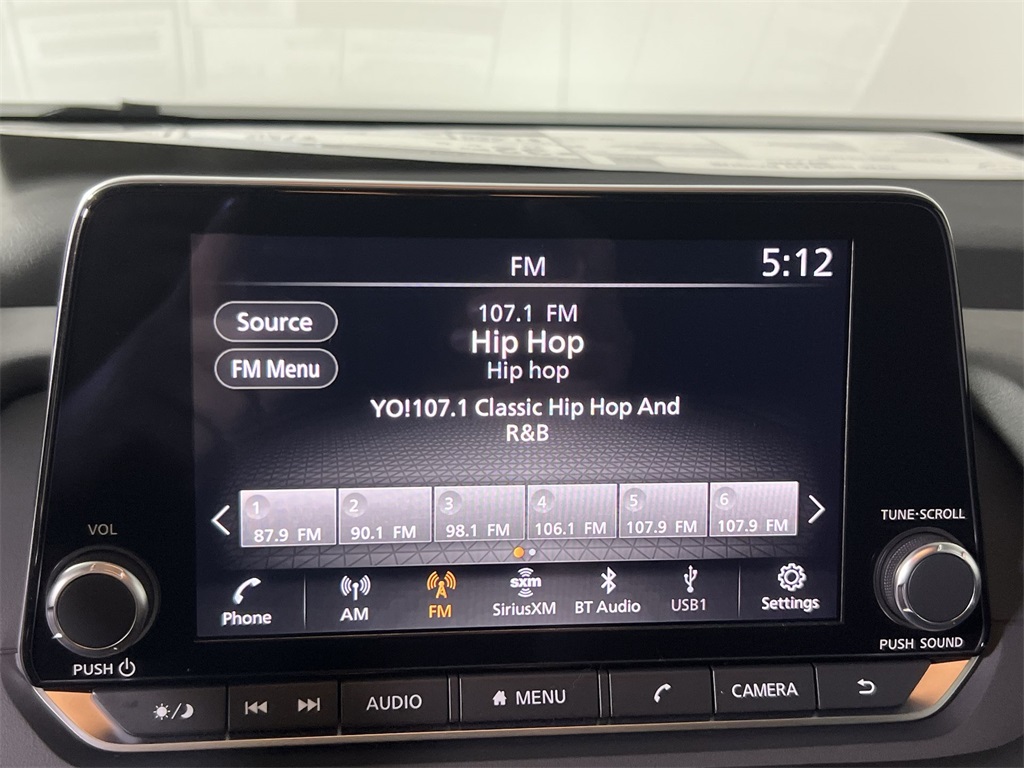 FM
5:12
Source
FM Menu
107.1 FM
Hip Hop
Hip hop
YO!107.1 Classic Hip Hop And
R&B
1
87.9 FM
2
90.1 FM
3
98.1 FM
4
106.1 FM
5
107.9 FM
6
107.9 FM
VOL
PUSH
TUNE·SCROLL
PUSH SOUND
Phone
AM
FM
sxm
SiriusXM
BT Audio
USB1
Settings
AUDIO
MENU
CAMERA